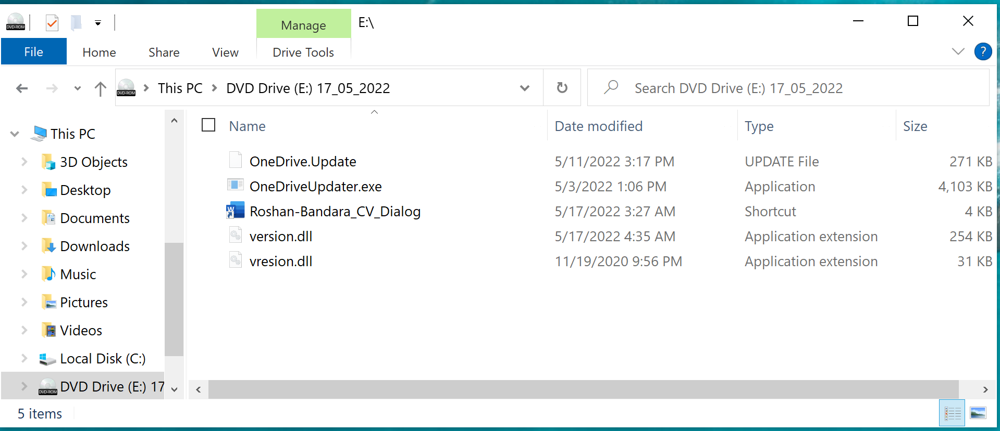 Manage E:\
File Home Share View Drive Tools ?
This PC DVD Drive (E:) 17_05_2022 Search DVD Drive (E:) 17_05_2022
Name Date modified Type Size
OneDrive.Update 5/11/2022 3:17 PM UPDATE File 271 KB
OneDriveUpdater.exe 5/3/2022 1:06 PM Application 4,103 KB
Roshan-Bandara_CV_Dialog 5/17/2022 3:27 AM Shortcut 4 KB
version.dll 5/17/2022 4:35 AM Application extension 254 KB
vresion.dll 11/19/2020 9:56 PM Application extension 31 KB
This PC
3D Objects
Desktop
Documents
Downloads
Music
Pictures
Videos
Local Disk (C:)
DVD Drive (E:) 17
5 items